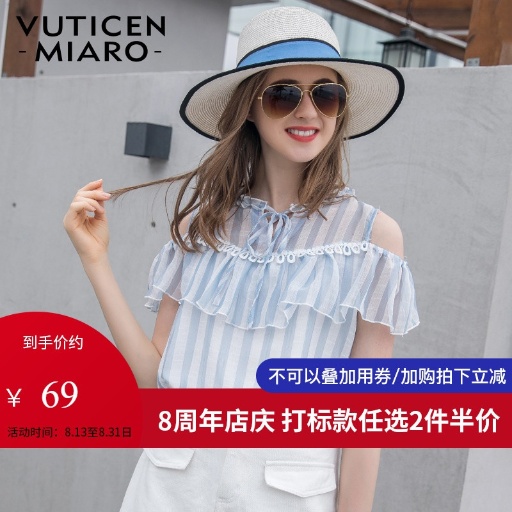 VUTICEN
-MIARO-
到手价约
¥ 69
活动时间：8.13至8.31日
不可以叠加用券/加购拍下立减
8周年店庆 打标款任选2件半价